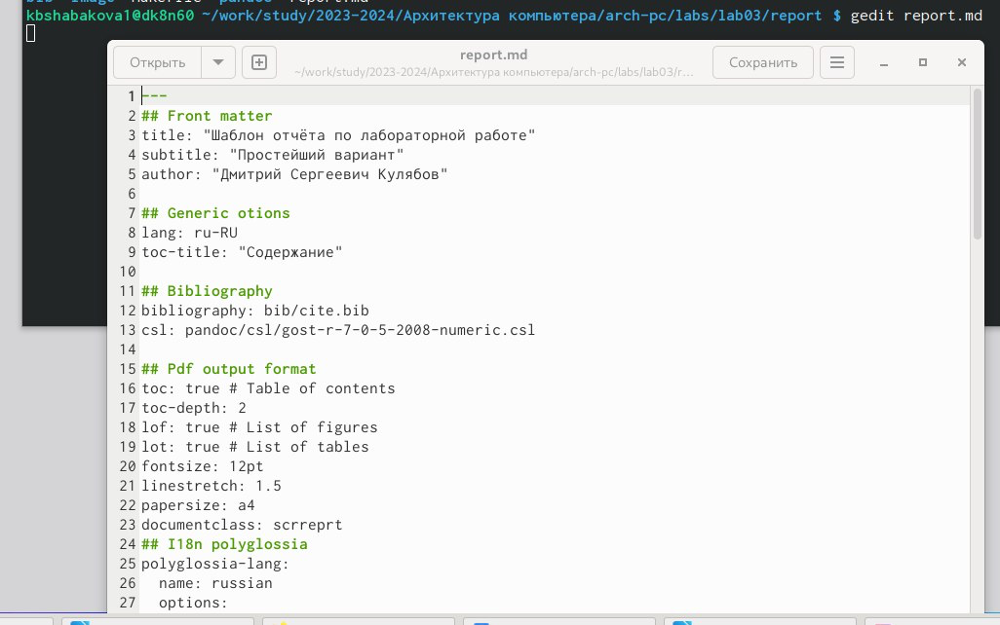 kbshabakova1@dk8n60 ~/work/study/2023-2024/Архитектура компьютера/arch-pc/labs/lab03/report $ gedit report.md
Открыть
report.md
~/work/study/2023-2024/Архитектура компьютера/arch-pc/labs/lab03/r…
Сохранить
1 ---
2 ## Front matter
3 title: "Шаблон отчёта по лабораторной работе"
4 subtitle: "Простейший вариант"
5 author: "Дмитрий Сергеевич Кулябов"
6
7 ## Generic otions
8 lang: ru-RU
9 toc-title: "Содержание"
10
11 ## Bibliography
12 bibliography: bib/cite.bib
13 csl: pandoc/csl/gost-r-7-0-5-2008-numeric.csl
14
15 ## Pdf output format
16 toc: true # Table of contents
17 toc-depth: 2
18 lof: true # List of figures
19 lot: true # List of tables
20 fontsize: 12pt
21 linestretch: 1.5
22 papersize: a4
23 documentclass: scrreprt
24 ## I18n polyglossia
25 polyglossia-lang:
26   name: russian
27   options: